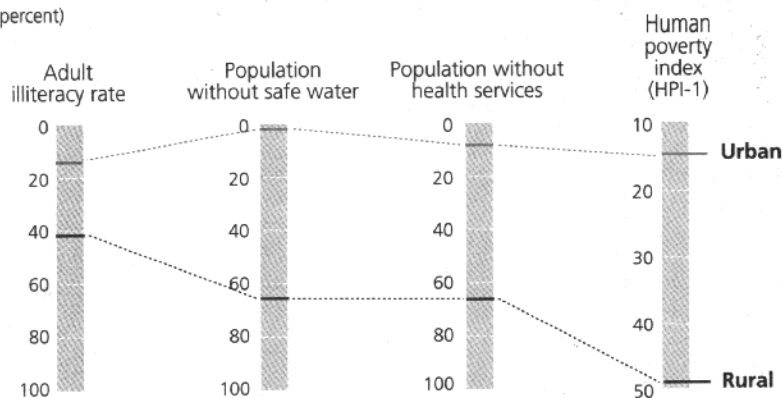 percent)
Adult
illiteracy rate
Population
without safe water
Population without
health services
Human
poverty
index
(HPI-1)
0
20
40
60
80
100
0
20
40
60
80
100
0
20
40
60
80
100
10
20
30
40
50
Urban
Rural